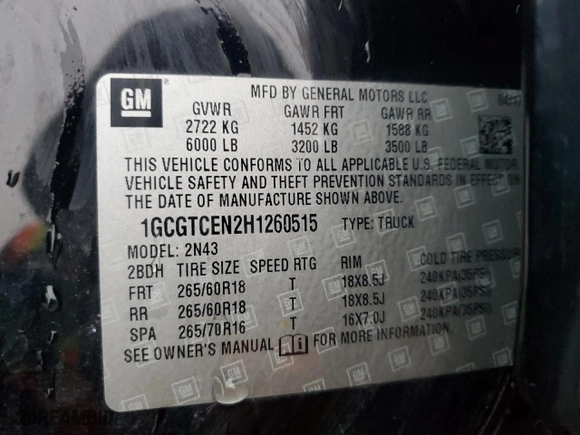 GM
MFD BY GENERAL MOTORS LLC 04/17
GVWR GAWR FRT GAWR RR
2722 KG 1452 KG 1588 KG
6000 LB 3200 LB 3500 LB
THIS VEHICLE CONFORMS TO ALL APPLICABLE U.S. FEDERAL MOTOR
VEHICLE SAFETY AND THEFT PREVENTION STANDARDS IN EFFECT ON
THE DATE OF MANUFACTURE SHOWN ABOVE.
1GCGTCEN2H1260515 TYPE: TRUCK
MODEL: 2N43
2BDH TIRE SIZE SPEED RTG RIM COLD TIRE PRESSURE
FRT 265/60R18 T 18X8.5J 240KPA(35PSI)
RR 265/60R18 T 18X8.5J 240KPA(35PSI)
SPA 265/70R16 T 16X7.0J 240KPA(35PSI)
SEE OWNER'S MANUAL FOR MORE INFORMATION.